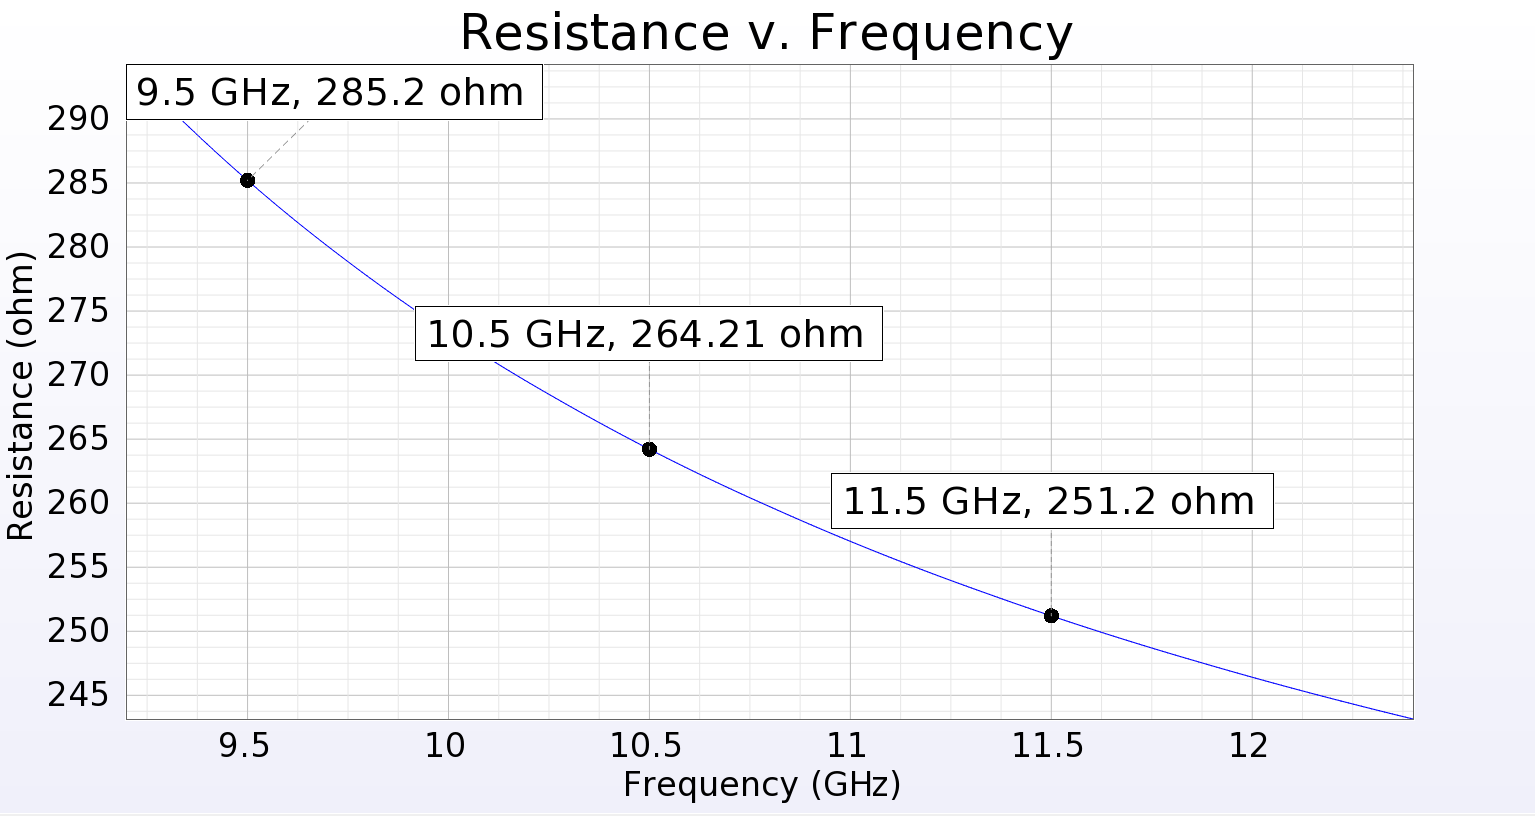 Resistance v. Frequency
9.5 GHz, 285.2 ohm
10.5 GHz, 264.21 ohm
11.5 GHz, 251.2 ohm
Resistance (ohm)
290
285
280
275
270
265
260
255
250
245
9.5 10 10.5 11 11.5 12
Frequency (GHz)